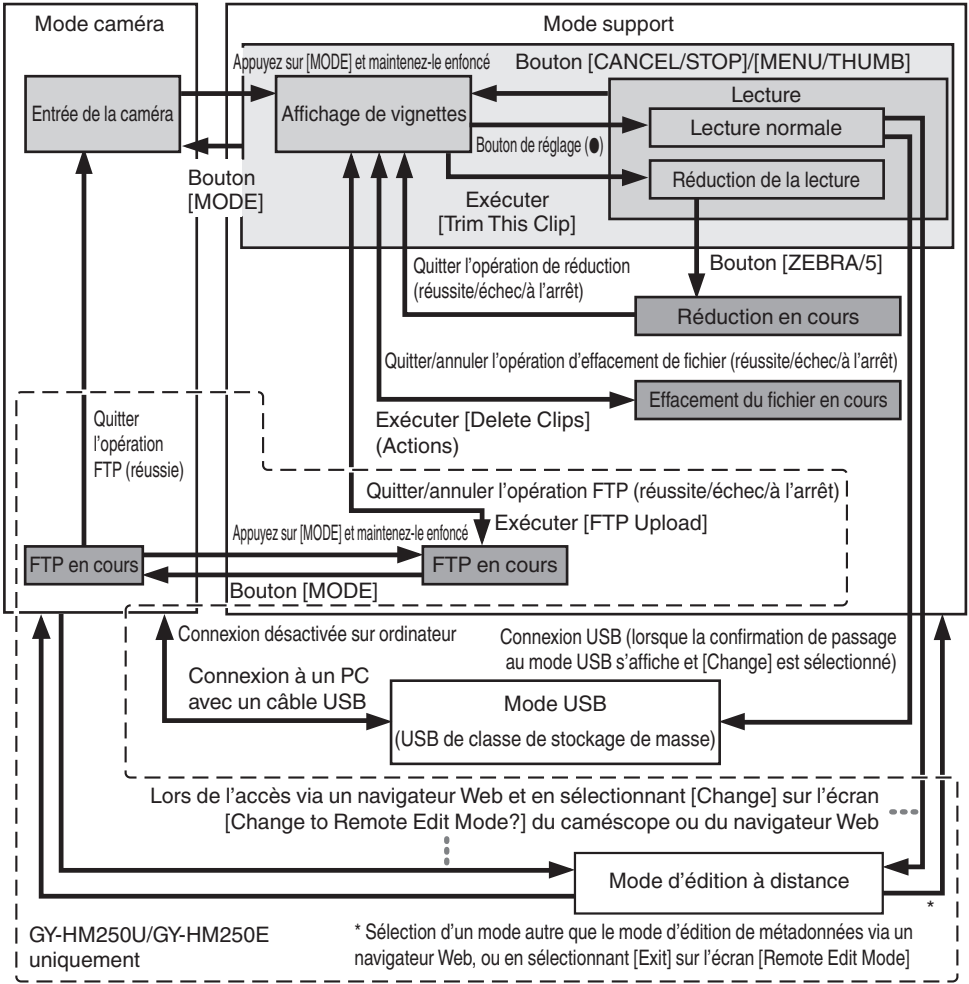 Mode caméra
Mode support
Appuyez sur [MODE] et maintenez-le enfoncé
Bouton [CANCEL/STOP]/[MENU/THUMB]
Entrée de la caméra
Affichage de vignettes
Lecture
Lecture normale
Bouton de réglage (●)
Réduction de la lecture
Bouton
[MODE]
Exécuter
[Trim This Clip]
Quitter l'opération de réduction
(réussite/échec/à l'arrêt)
Bouton [ZEBRA/5]
Réduction en cours
Quitter/annuler l'opération d'effacement de fichier (réussite/échec/à l'arrêt)
Effacement du fichier en cours
Exécuter [Delete Clips]
(Actions)
Quitter
l'opération
FTP (réussie)
Quitter/annuler l'opération FTP (réussite/échec/à l'arrêt)
Exécuter [FTP Upload]
Appuyez sur [MODE] et maintenez-le enfoncé
FTP en cours
FTP en cours
Bouton [MODE]
Connexion désactivée sur ordinateur
Connexion USB (lorsque la confirmation de passage
au mode USB s'affiche et [Change] est sélectionné)
Connexion à un PC
avec un câble USB
Mode USB
(USB de classe de stockage de masse)
Lors de l'accès via un navigateur Web et en sélectionnant [Change] sur l'écran
[Change to Remote Edit Mode?] du caméscope ou du navigateur Web
Mode d'édition à distance
*
GY-HM250U/GY-HM250E
uniquement
* Sélection d'un mode autre que le mode d'édition de métadonnées via un
navigateur Web, ou en sélectionnant [Exit] sur l'écran [Remote Edit Mode]